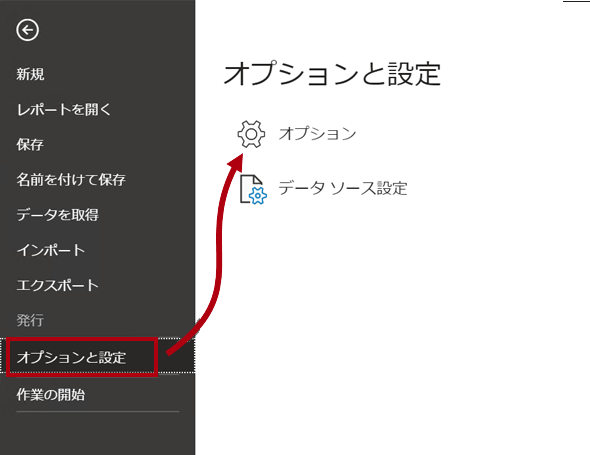 新規
レポートを開く
保存
名前を付けて保存
データを取得
インポート
エクスポート
発行
オプションと設定
作業の開始
オプションと設定
オプション
データ ソース設定